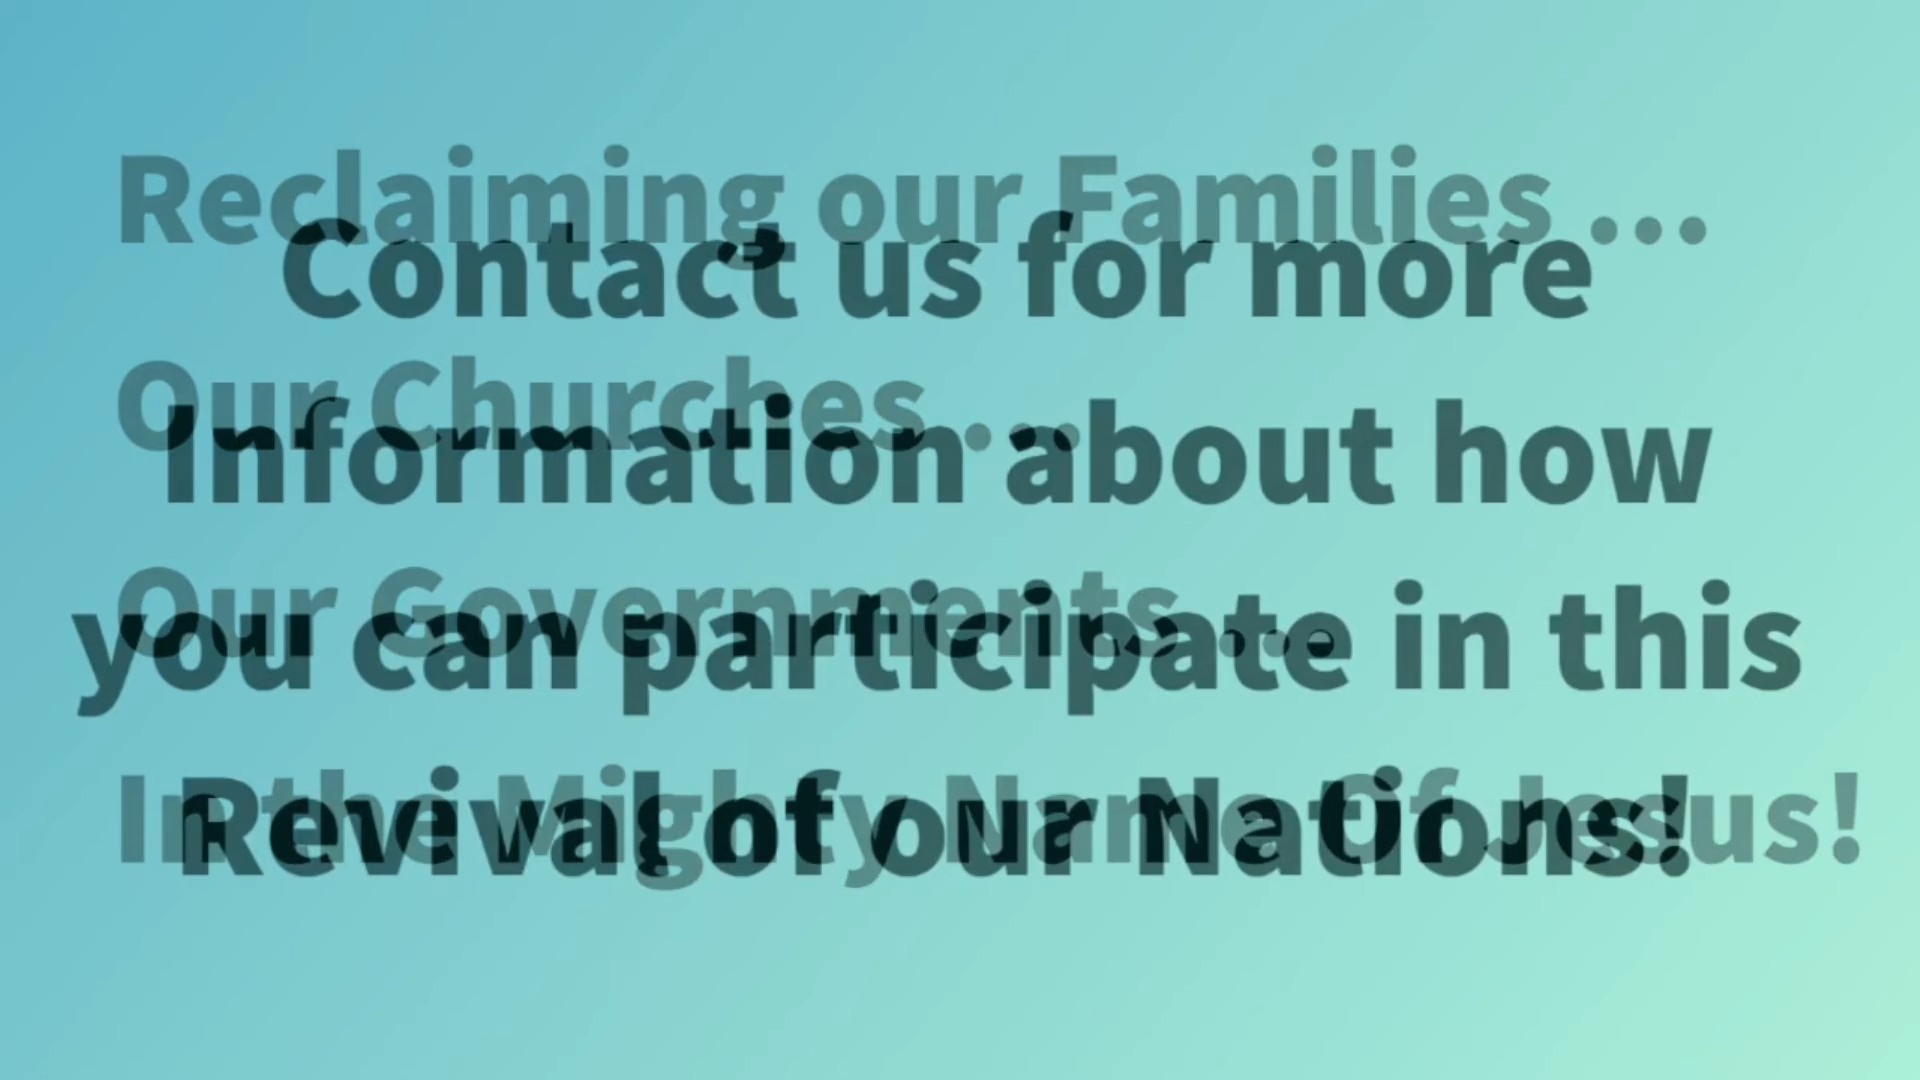 Reclaiming our Families ...
Contact us for more
Our Churches ...
Information about how
Our Governments ...
you can participate in this
In the Mighty Name Of Jesus!
Revival of our Nations!